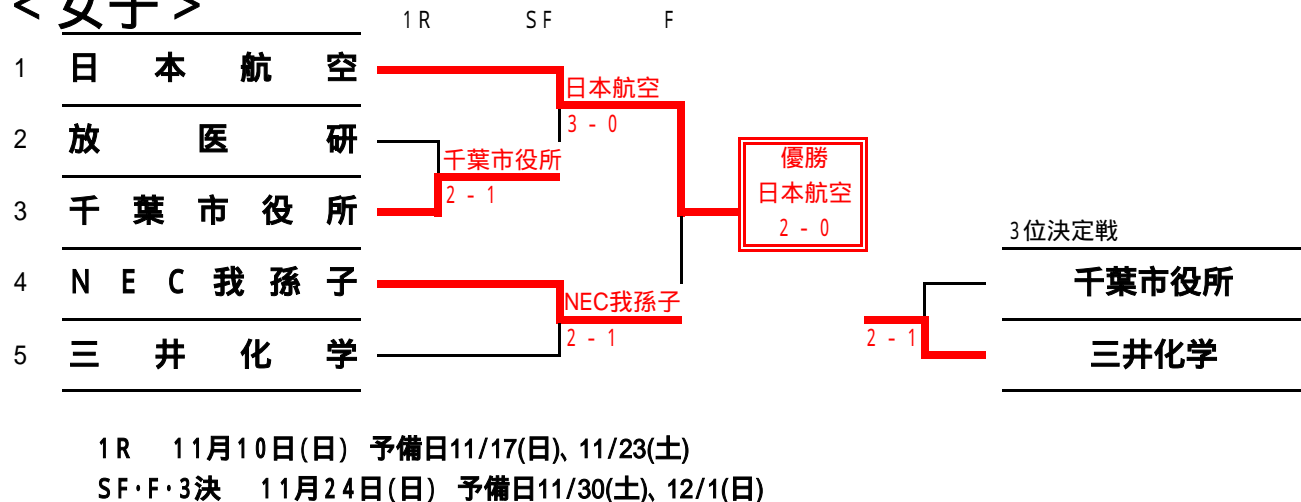 ＜女子＞
1R SF F
1 日本航空
日本航空
3-0
2 放医研
千葉市役所
2-1
3 千葉市役所
優勝
日本航空
2-0
4 NEC我孫子
NEC我孫子
2-1
5 三井化学
3位決定戦
千葉市役所
2-1
三井化学
1R 11月10日(日) 予備日11/17(日)、11/23(土)
SF・F・3決 11月24日(日) 予備日11/30(土)、12/1(日)